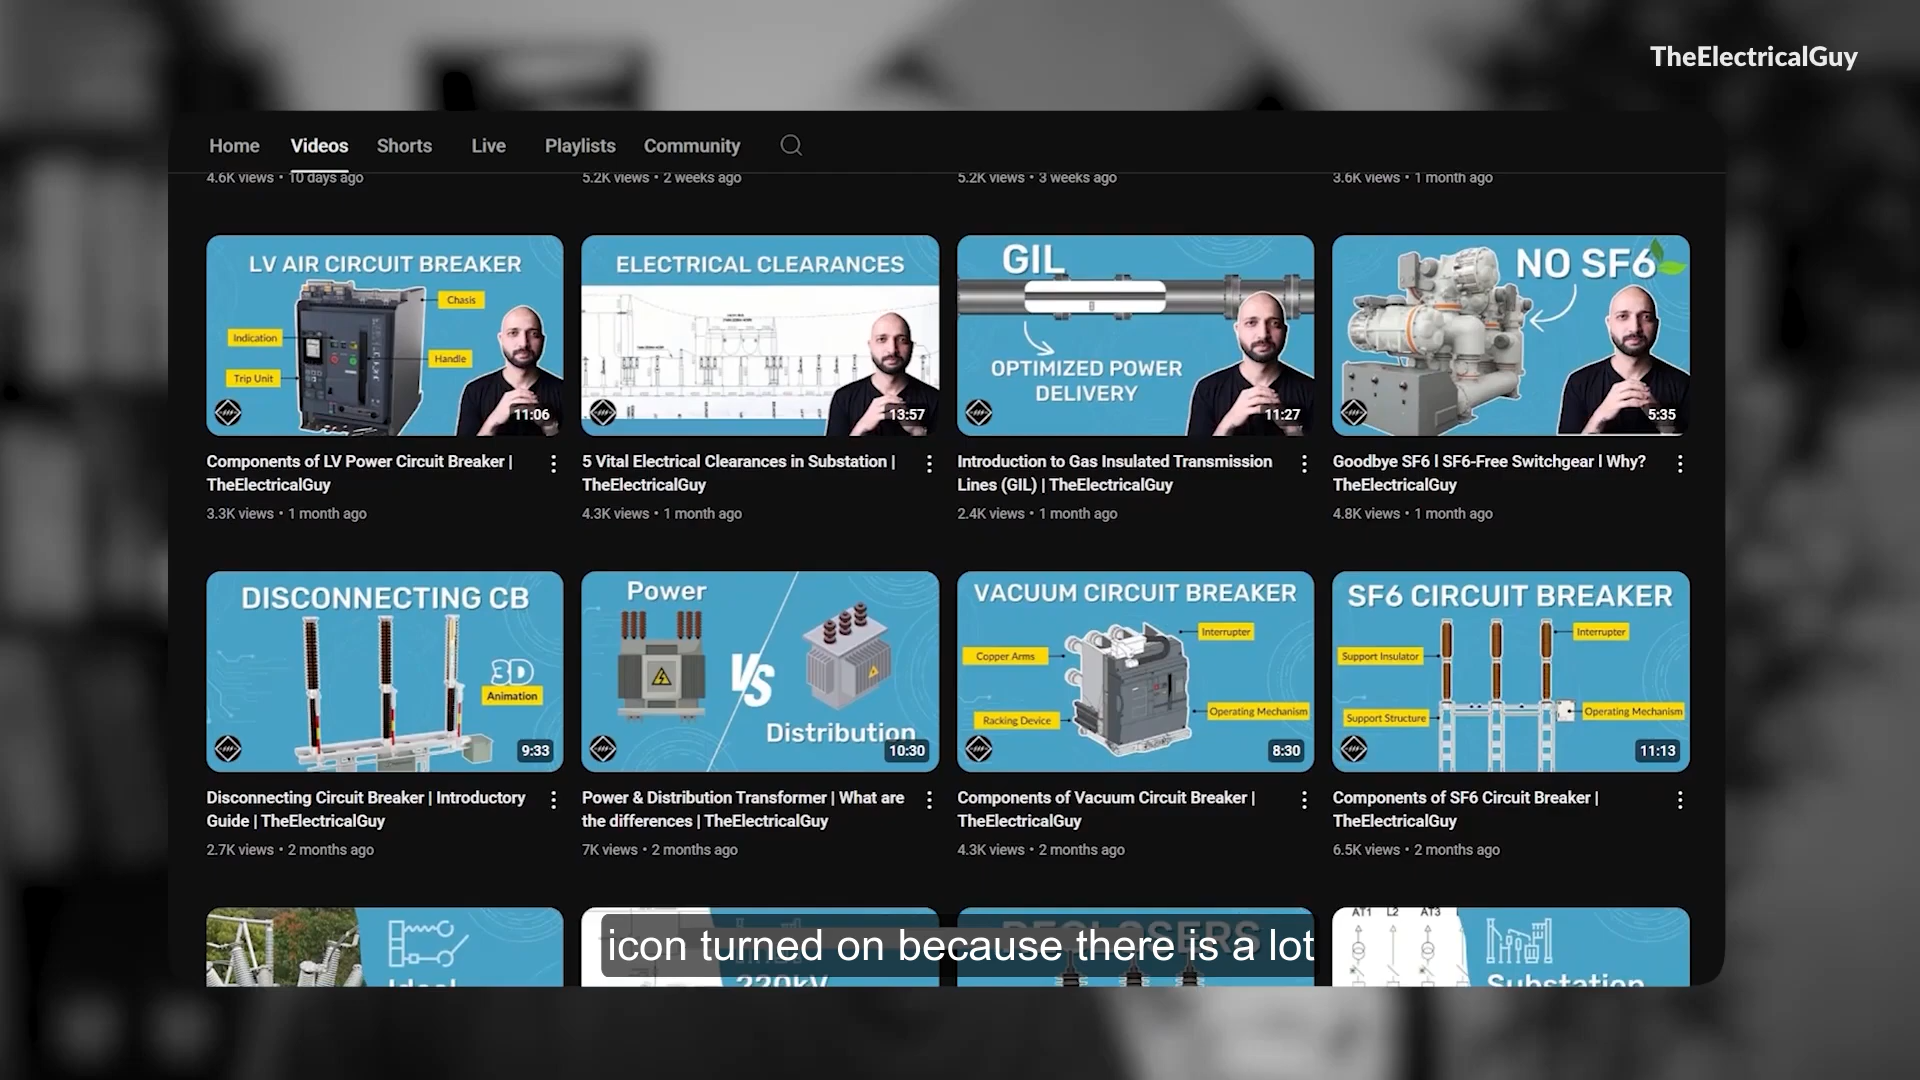 TheElectricalGuy
Home Videos Shorts Live Playlists Community
4.6K views • 10 days ago
5.2K views • 2 weeks ago
5.2K views • 3 weeks ago
3.6K views • 1 month ago
LV AIR CIRCUIT BREAKER
Chasis
Indication
Handle
Trip Unit
11:06
ELECTRICAL CLEARANCES
13:57
GIL
OPTIMIZED POWER
DELIVERY
11:27
NO SF6
5:35
Components of LV Power Circuit Breaker |
TheElectricalGuy
3.3K views • 1 month ago
5 Vital Electrical Clearances in Substation |
TheElectricalGuy
4.3K views • 1 month ago
Introduction to Gas Insulated Transmission
Lines (GIL) | TheElectricalGuy
2.4K views • 1 month ago
Goodbye SF6 l SF6-Free Switchgear l Why?
TheElectricalGuy
4.8K views • 1 month ago
DISCONNECTING CB
3D
Animation
9:33
Power
VS
Distribution
10:30
VACUUM CIRCUIT BREAKER
Interrupter
Copper Arms
Operating Mechanism
Racking Device
8:30
SF6 CIRCUIT BREAKER
Interrupter
Support Insulator
Operating Mechanism
Support Structure
11:13
Disconnecting Circuit Breaker | Introductory
Guide | TheElectricalGuy
2.7K views • 2 months ago
Power & Distribution Transformer | What are
the differences | TheElectricalGuy
7K views • 2 months ago
Components of Vacuum Circuit Breaker |
TheElectricalGuy
4.3K views • 2 months ago
Components of SF6 Circuit Breaker |
TheElectricalGuy
6.5K views • 2 months ago
Ideal
220kV
RECLOSERS
AT1 L2 AT3
Substation
icon turned on because there is a lot